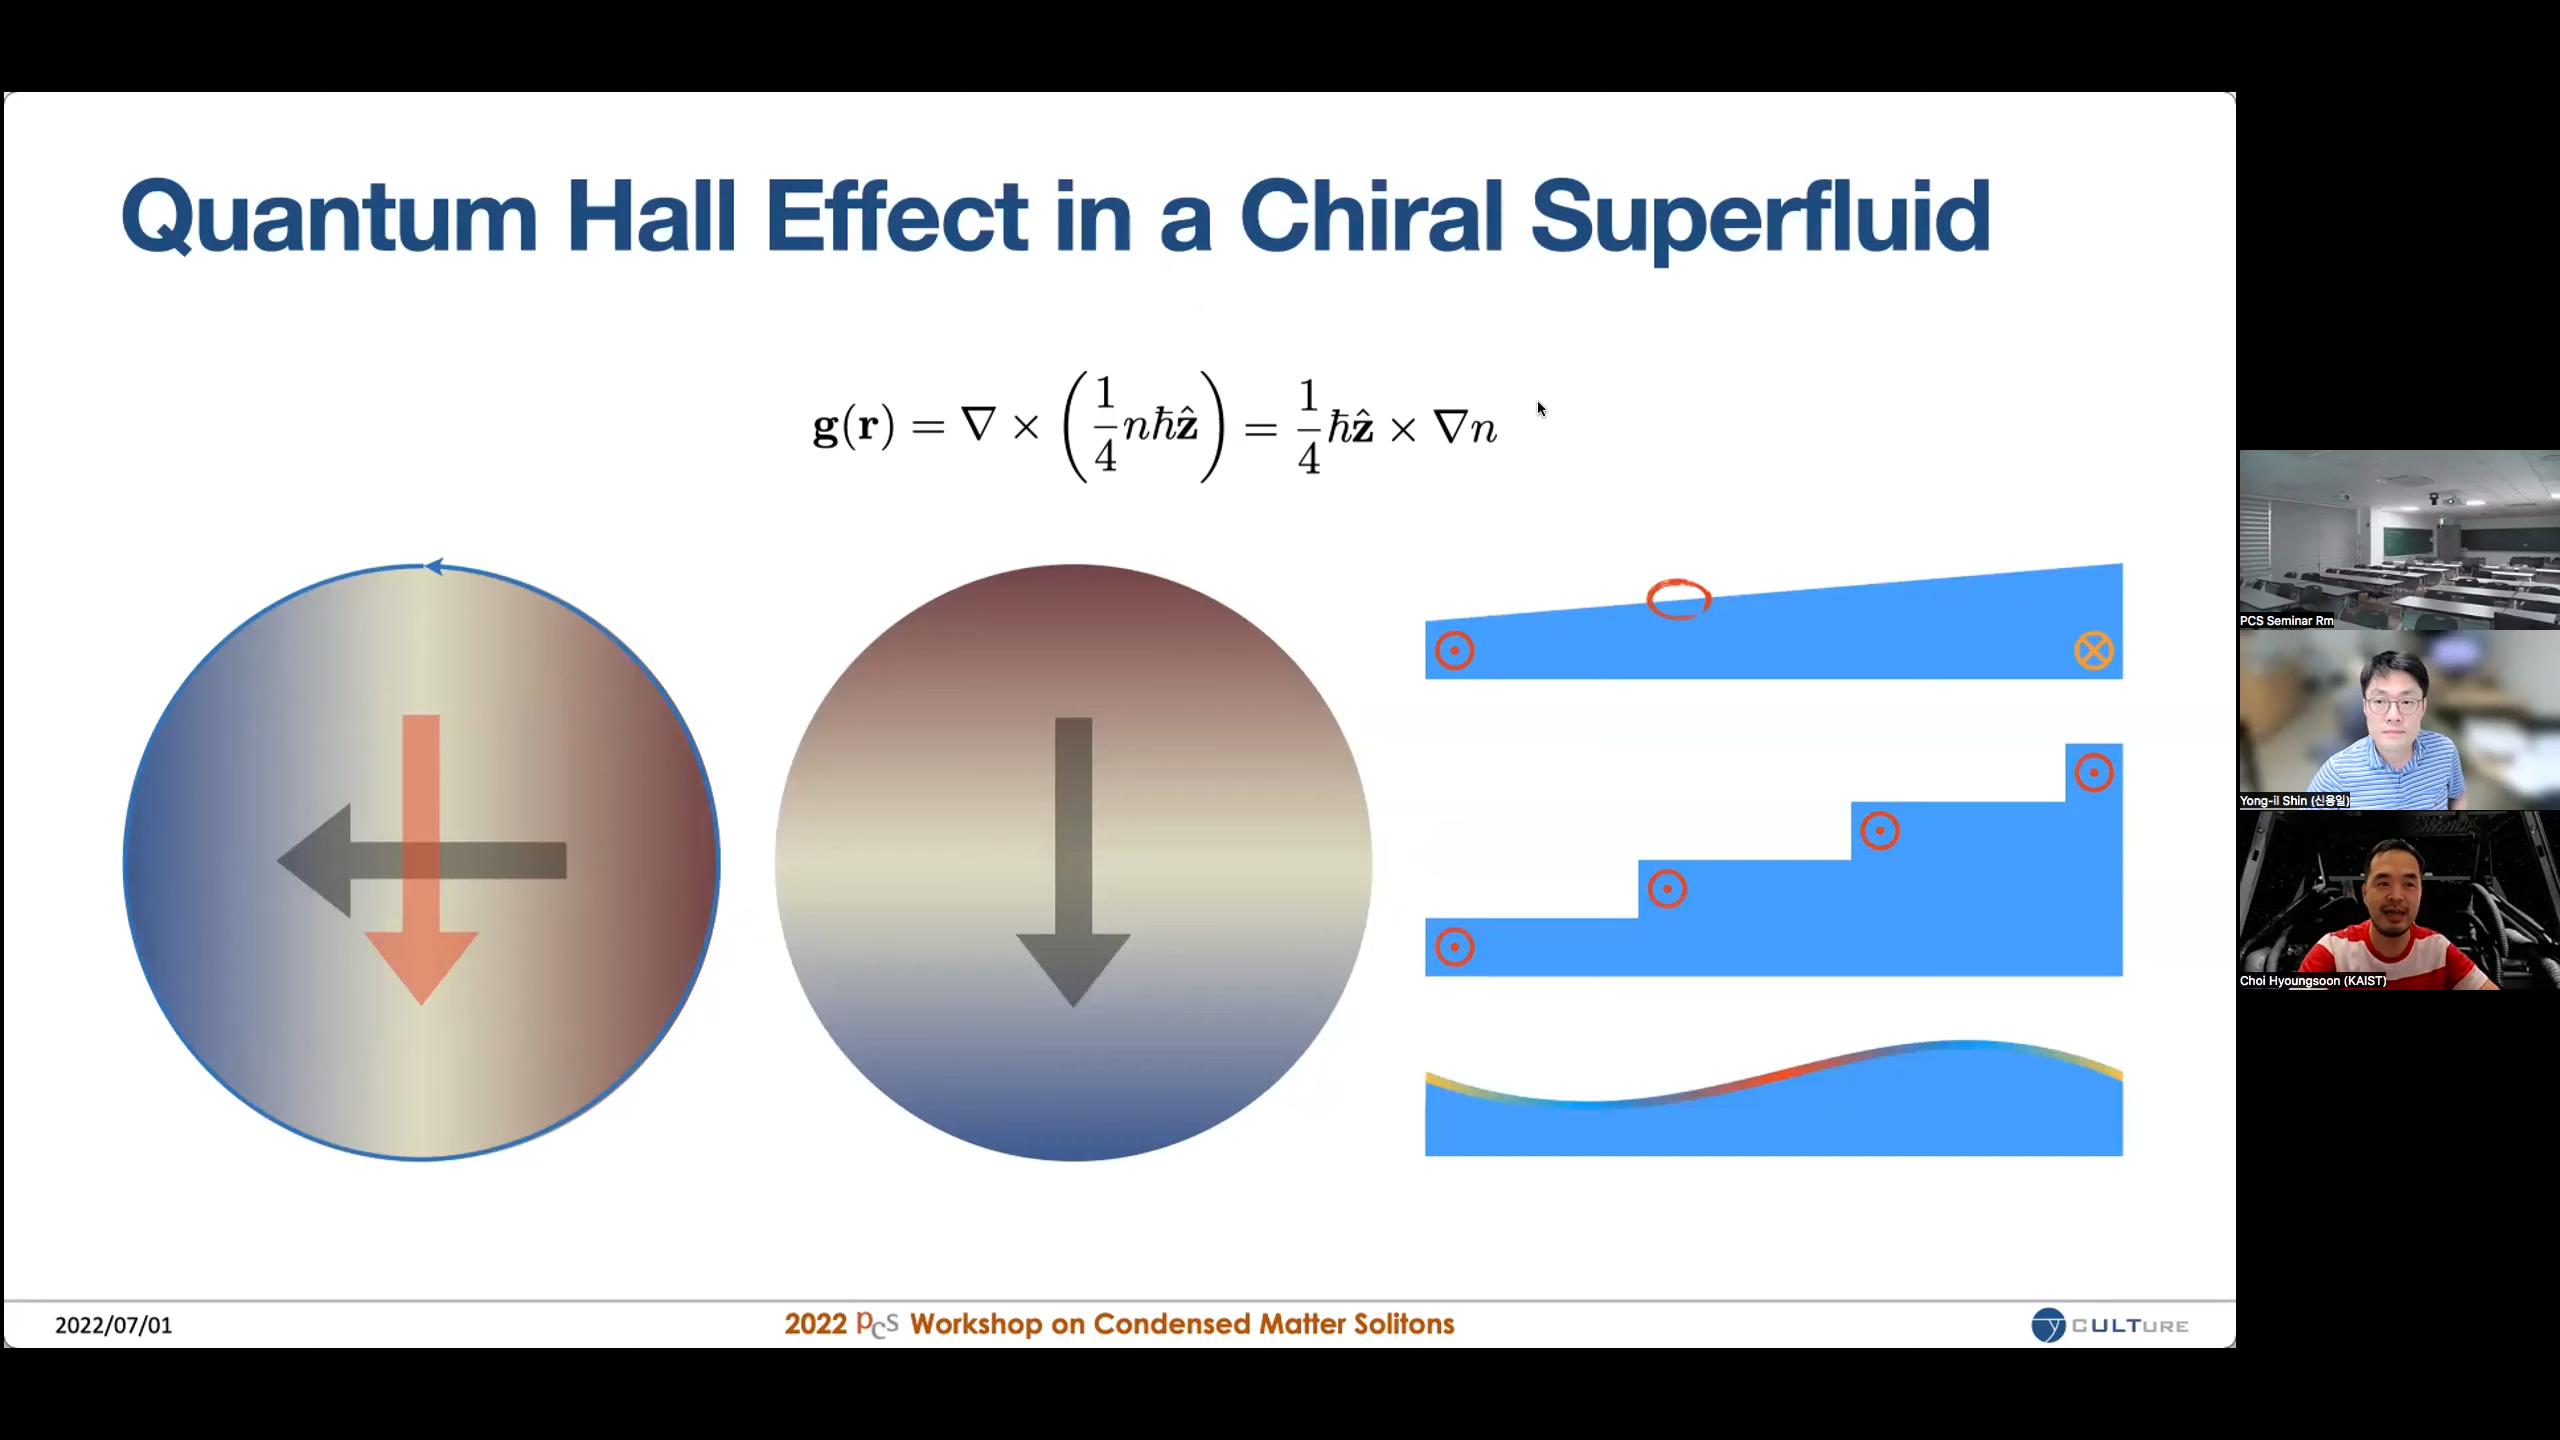 Quantum Hall Effect in a Chiral Superfluid
g(r) = ∇ × (1/4 nħẑ) = 1/4 ħẑ × ∇n
PCS Seminar Rm
Yong-il Shin (신용일)
Choi Hyoungsoon (KAIST)
2022/07/01
2022 PCS Workshop on Condensed Matter Solitons
CULTURE